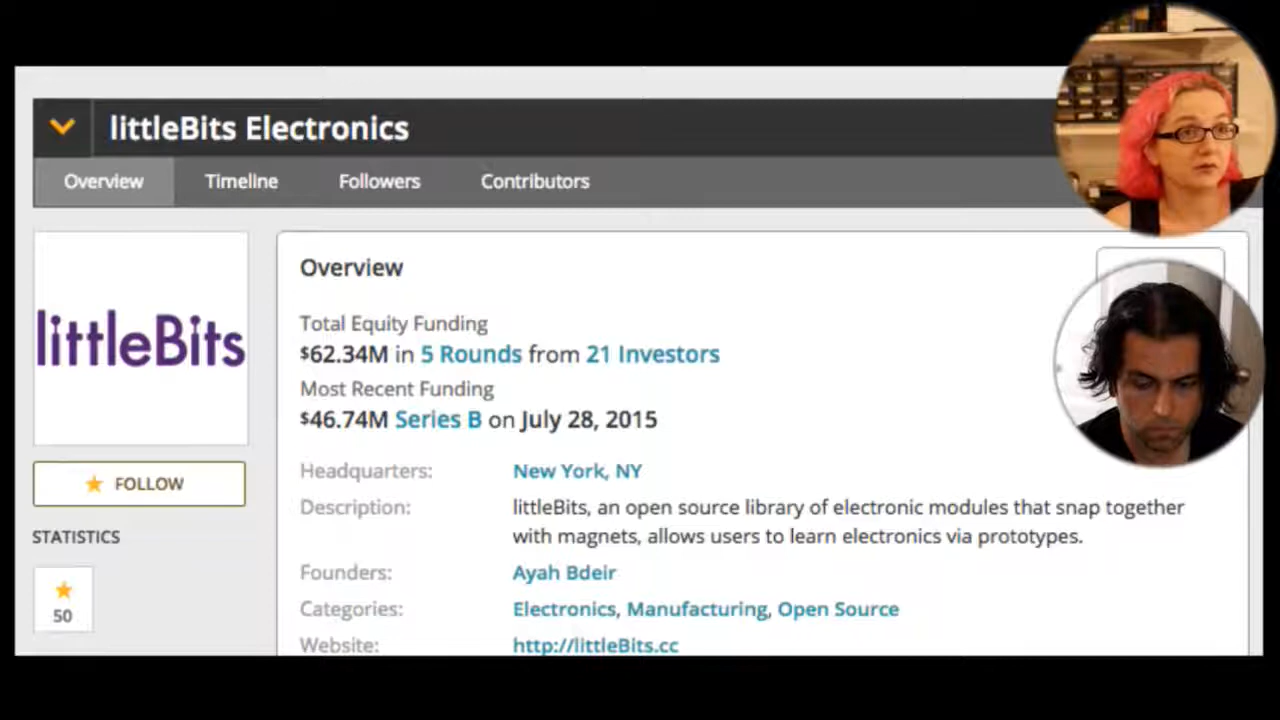 littleBits Electronics
Overview Timeline Followers Contributors
littleBits
FOLLOW
STATISTICS
50
Overview
Total Equity Funding
$62.34M in 5 Rounds from 21 Investors
Most Recent Funding
$46.74M Series B on July 28, 2015
Headquarters: New York, NY
Description: littleBits, an open source library of electronic modules that snap together
with magnets, allows users to learn electronics via prototypes.
Founders: Ayah Bdeir
Categories: Electronics, Manufacturing, Open Source
Website: http://littleBits.cc